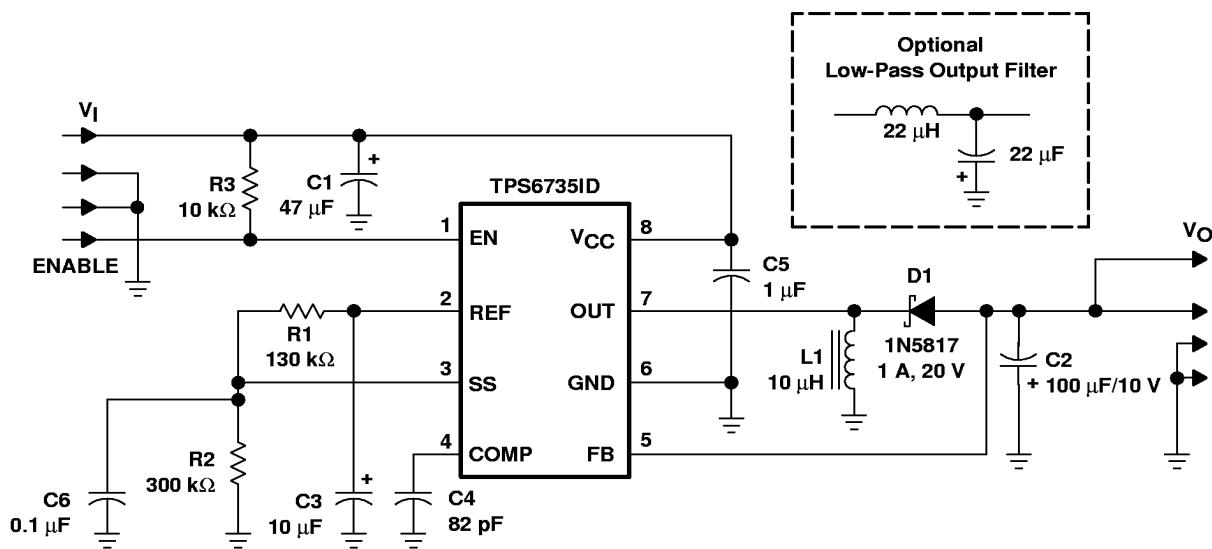 Optional
Low-Pass Output Filter
22 μH
22 μF
+
VI
R3
10 kΩ
C1
47 μF
+
ENABLE
TPS6735ID
1
EN
2
REF
3
SS
4
COMP
8
VCC
7
OUT
6
GND
5
FB
R1
130 kΩ
R2
300 kΩ
C6
0.1 μF
C3
10 μF
+
C4
82 pF
C5
1 μF
L1
10 μH
D1
1N5817
1 A, 20 V
C2
+ 100 μF/10 V
VO